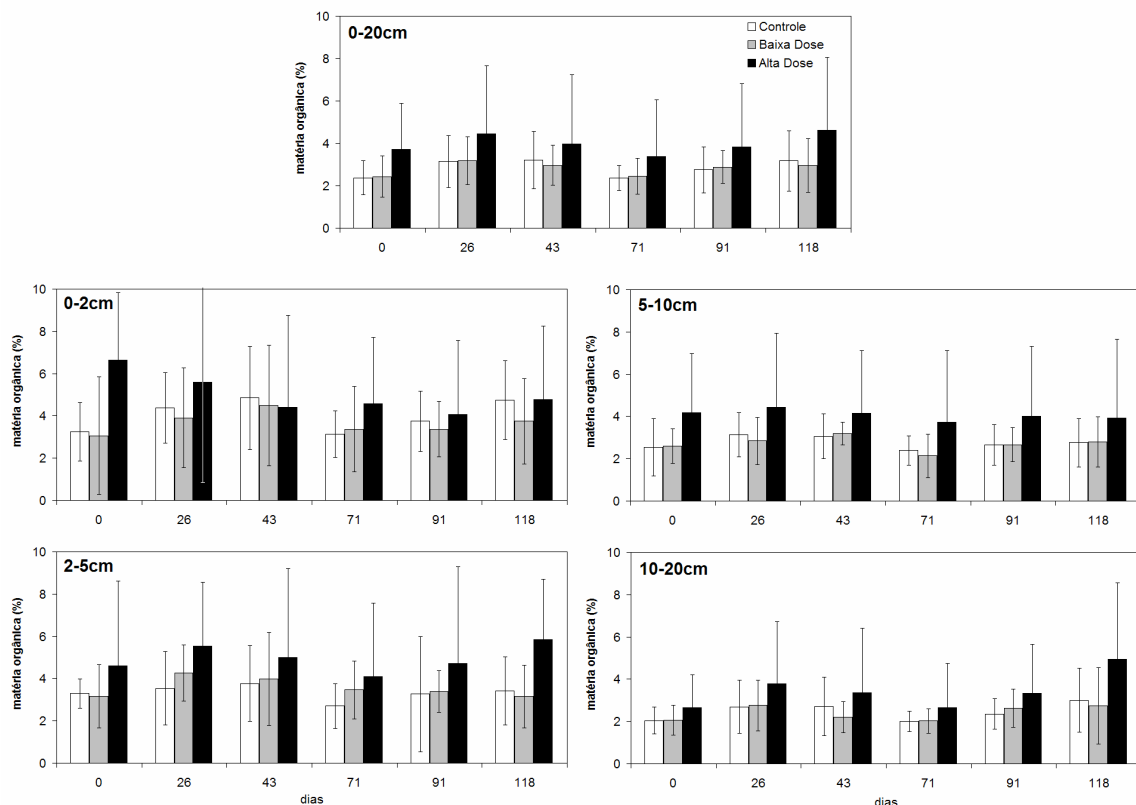 0-20cm
Controle
Baixa Dose
Alta Dose
matéria orgânica (%)
10
8
6
4
2
0
0 26 43 71 91 118
0-2cm
matéria orgânica (%)
10
8
6
4
2
0
0 26 43 71 91 118
5-10cm
matéria orgânica (%)
10
8
6
4
2
0
0 26 43 71 91 118
2-5cm
matéria orgânica (%)
10
8
6
4
2
0
0 26 43 71 91 118
dias
10-20cm
matéria orgânica (%)
10
8
6
4
2
0
0 26 43 71 91 118
dias